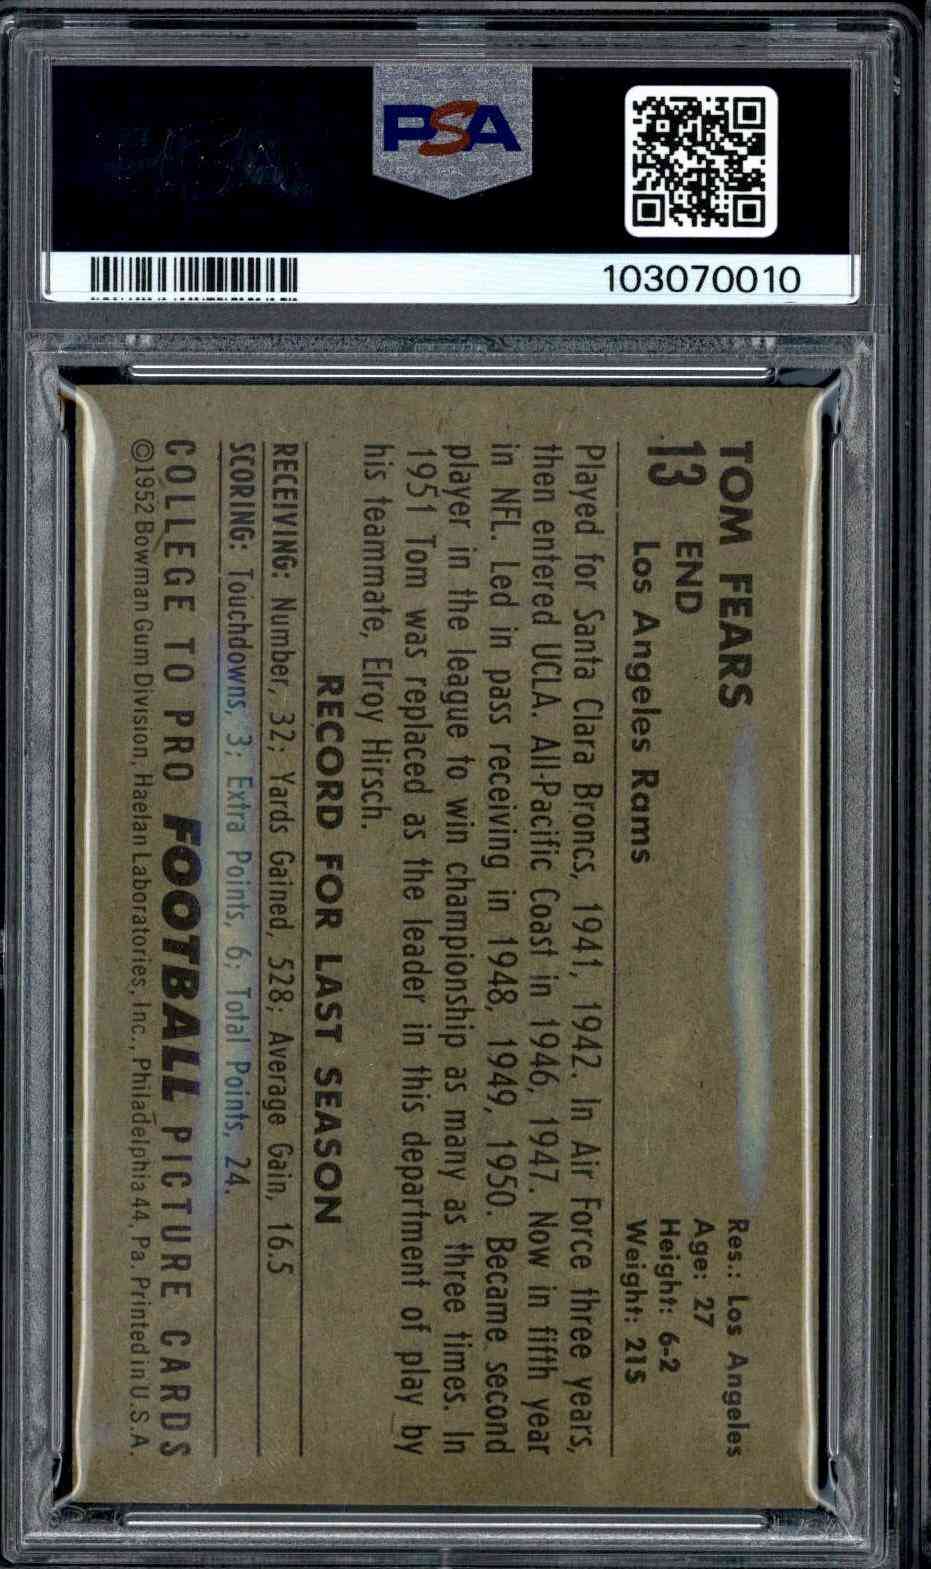 PSA
103070010
TOM FEARS
13 END
Los Angeles Rams
Res.: Los Angeles
Age: 27
Height: 6-2
Weight: 215
Played for Santa Clara Broncs, 1941, 1942. In Air Force three years,
then entered UCLA. All-Pacific Coast in 1946, 1947. Now in fifth year
in NFL. Led in pass receiving in 1948, 1949, 1950. Became second
player in the league to win championship as many as three times. In
1951 Tom was replaced as the leader in this department of play by
his teammate, Elroy Hirsch.
RECORD FOR LAST SEASON
RECEIVING: Number, 32; Yards Gained, 528; Average Gain, 16.5
SCORING: Touchdowns, 3; Extra Points, 6; Total Points, 24.
COLLEGE TO PRO FOOTBALL PICTURE CARDS
©1952 Bowman Gum Division, Haelan Laboratories, Inc., Philadelphia 44, Pa. Printed in U.S.A.